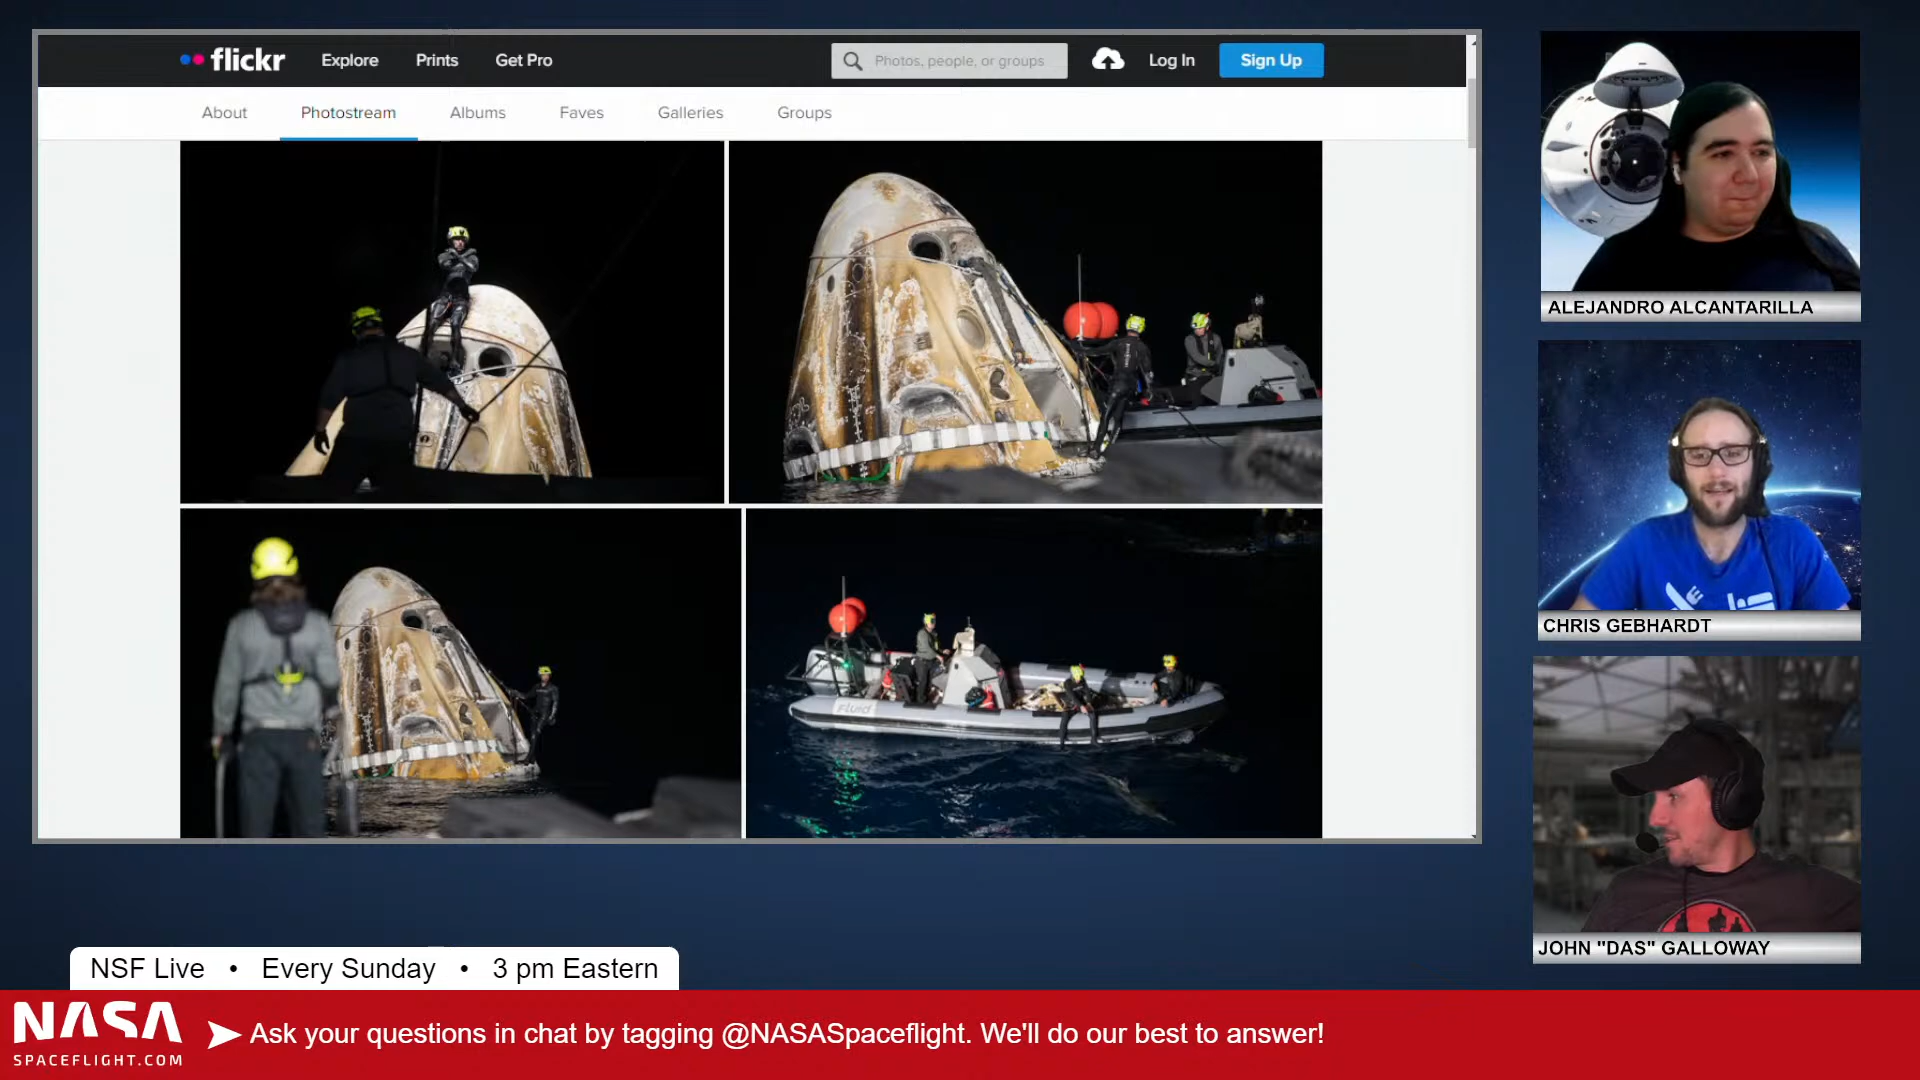 flickr Explore Prints Get Pro Photos, people, or groups Log In Sign Up
About Photostream Albums Faves Galleries Groups
Fluid
ALEJANDRO ALCANTARILLA
CHRIS GEBHARDT
JOHN "DAS" GALLOWAY
NSF Live • Every Sunday • 3 pm Eastern
NASA
SPACEFLIGHT.COM
Ask your questions in chat by tagging @NASASpaceflight. We'll do our best to answer!